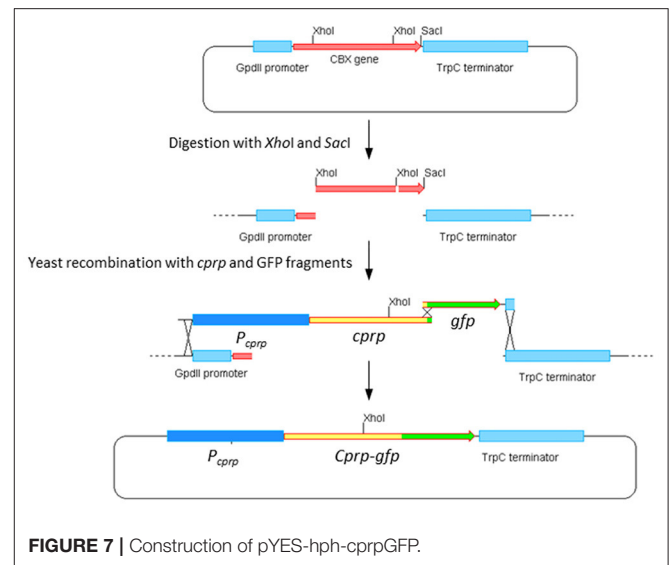 XhoI XhoI SacI
GpdII promoter CBX gene TrpC terminator
Digestion with XhoI and SacI
XhoI XhoI SacI
GpdII promoter TrpC terminator
Yeast recombination with cprp and GFP fragments
XhoI
Pcprp cprp gfp
GpdII promoter TrpC terminator
XhoI
Pcprp Cprp-gfp TrpC terminator
FIGURE 7 | Construction of pYES-hph-cprpGFP.